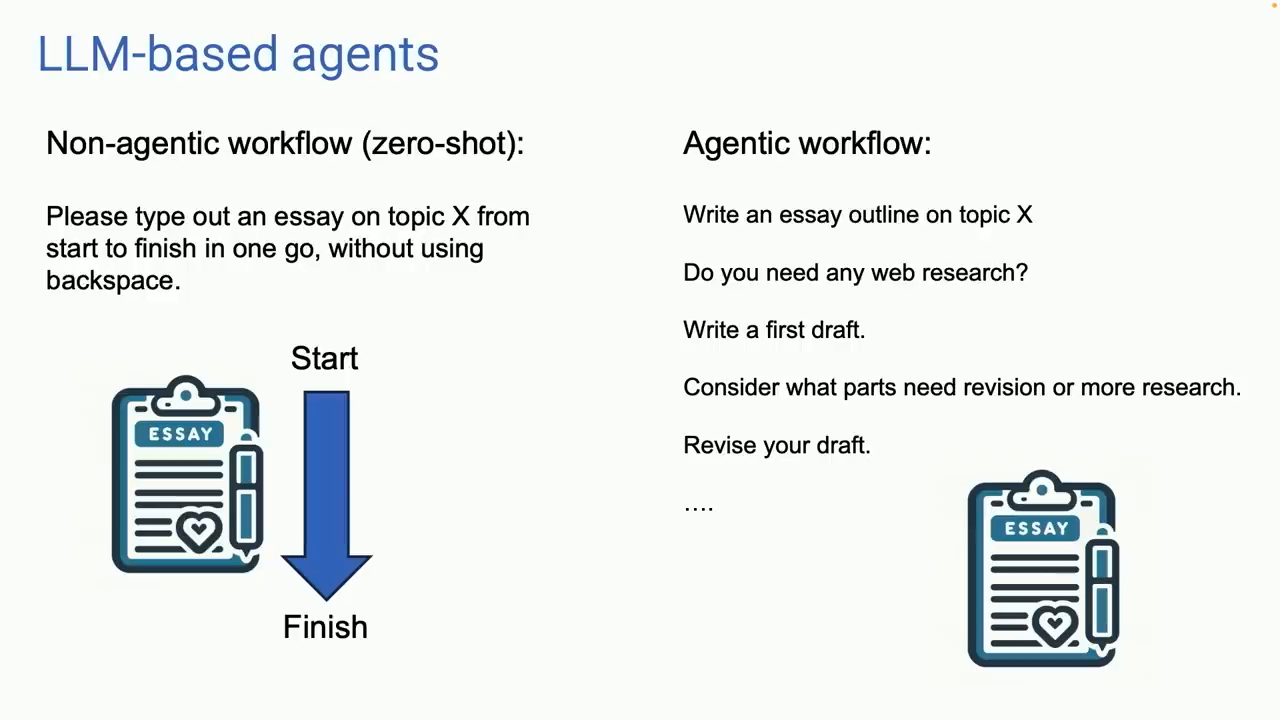 LLM-based agents
Non-agentic workflow (zero-shot):
Please type out an essay on topic X from
start to finish in one go, without using
backspace.
Start
ESSAY
Finish
Agentic workflow:
Write an essay outline on topic X
Do you need any web research?
Write a first draft.
Consider what parts need revision or more research.
Revise your draft.
....
ESSAY